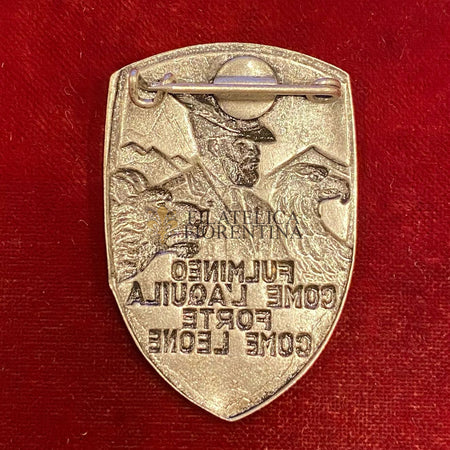 FILATELICA
FIORENTINA
FULMINEO
COME L'AQUILA
FORTE
COME LEONE